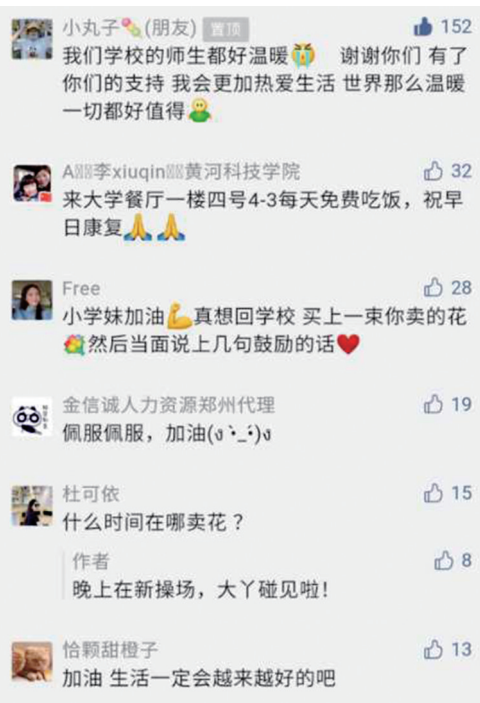 小丸子💊(朋友) 置顶 152
我们学校的师生都好温暖😭 谢谢你们 有了
你们的支持 我会更加热爱生活 世界那么温暖
一切都好值得
A李xiuqin黄河科技学院 32
来大学餐厅一楼四号4-3每天免费吃饭，祝早
日康复🙏🙏
Free 28
小学妹加油💪真想回学校 买上一束你卖的花
💐然后当面说上几句鼓励的话❤
金信诚人力资源郑州代理 19
佩服佩服，加油(ง •̀_•́)ง
杜可依 15
什么时间在哪卖花？
作者 8
晚上在新操场，大丫碰见啦！
恰颗甜橙子 13
加油 生活一定会越来越好的吧